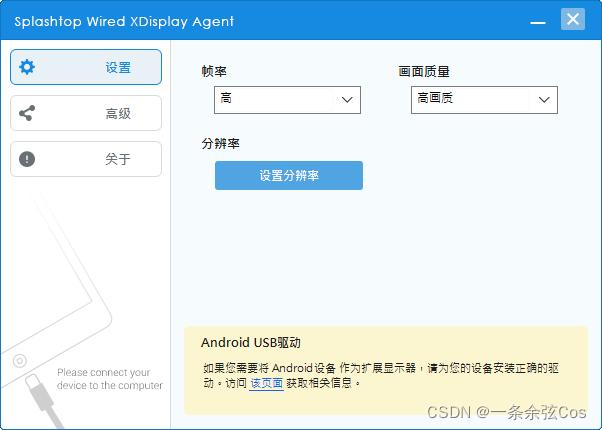 Splashtop Wired XDisplay Agent
设置
高级
关于
帧率
画面质量
高
高画质
分辨率
设置分辨率
Android USB驱动
如果您需要将 Android设备 作为扩展显示器，请为您的设备安装正确的驱
动。访问 该页面 获取相关信息。
Please connect your
device to the computer
CSDN @一条余弦Cos